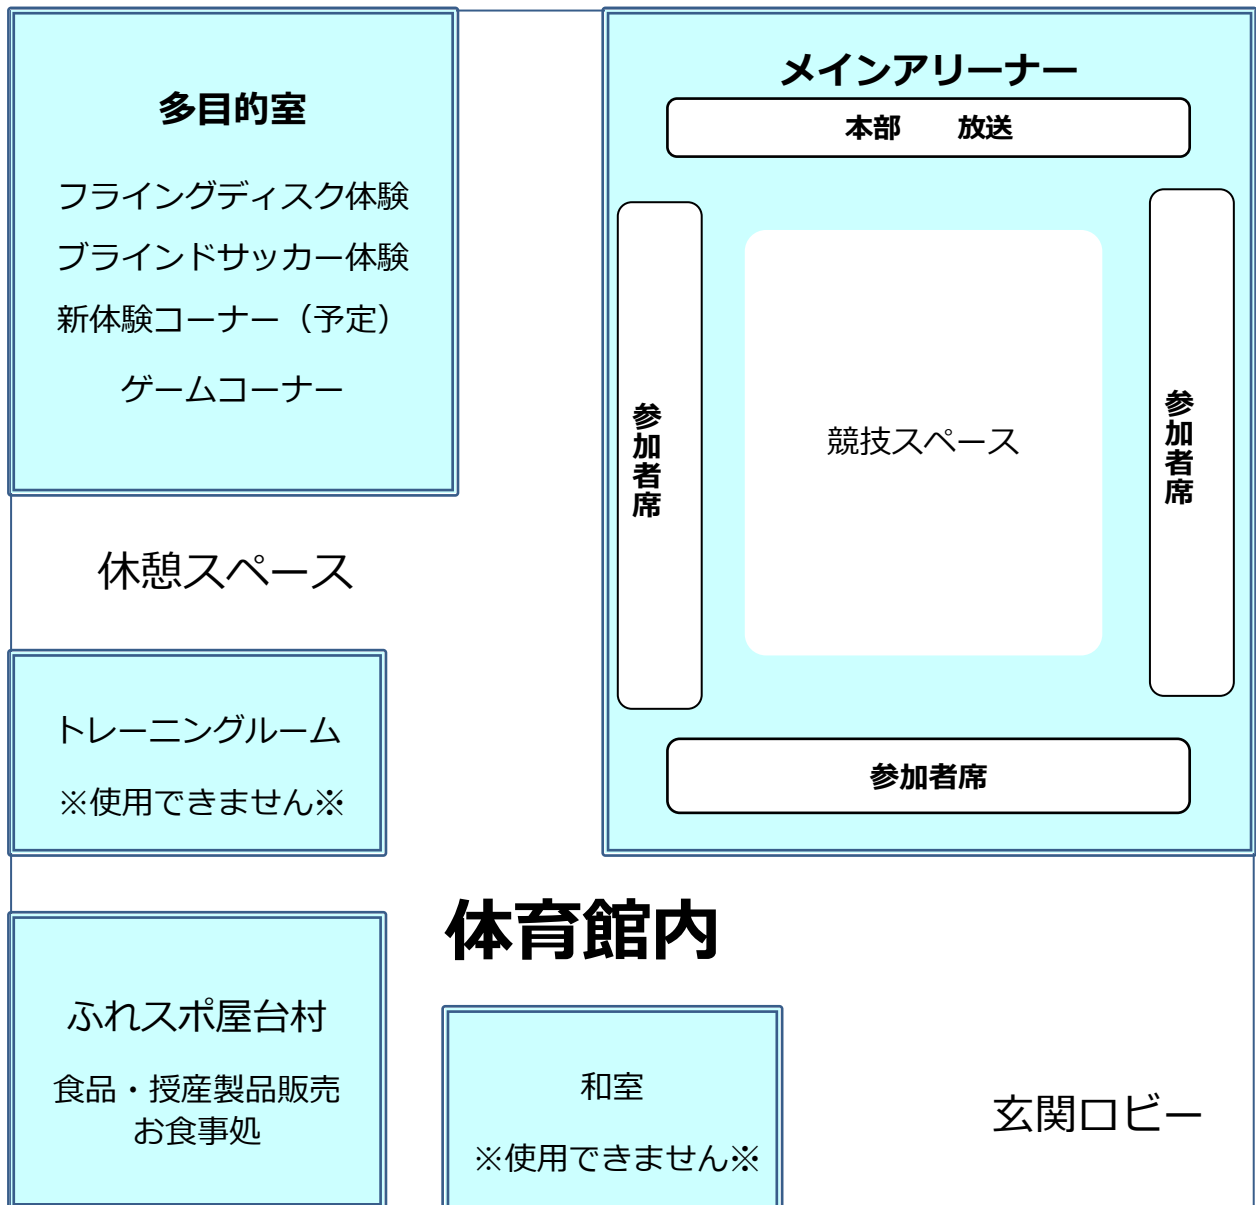 多目的室
フライングディスク体験
ブラインドサッカー体験
新体験コーナー（予定）
ゲームコーナー
メインアリーナー
本部　放送
参加者席
競技スペース
参加者席
参加者席
休憩スペース
トレーニングルーム
※使用できません※
体育館内
ふれスポ屋台村
食品・授産製品販売
お食事処
和室
※使用できません※
玄関ロビー